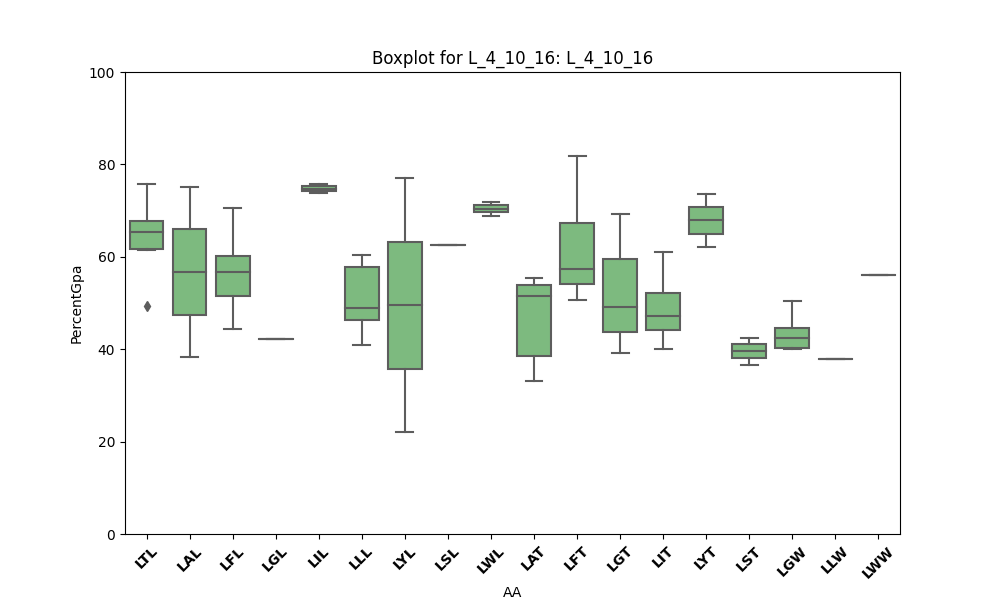 Boxplot for L_4_10_16: L_4_10_16
PercentGpa
100
80
60
40
20
0
LTL LAL LFL LGL LIL LLL LYL LSL LWL LAT LFT LGT LIT LYT LST LGW LLW LWW
AA